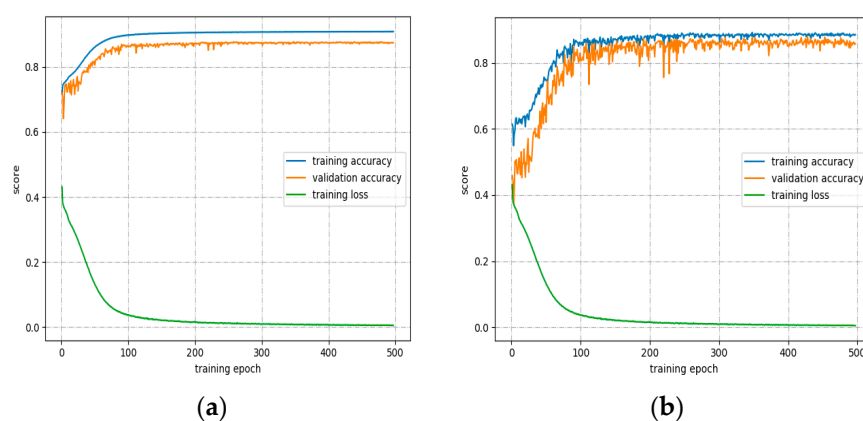 0.8
0.6
0.4
0.2
0.0
score
training accuracy
validation accuracy
training loss
0 100 200 300 400 500
training epoch
(a)
0.8
0.6
0.4
0.2
0.0
score
training accuracy
validation accuracy
training loss
0 100 200 300 400 500
training epoch
(b)